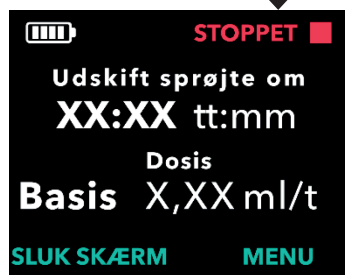 STOPPET
Udskift sprøjte om
XX:XX tt:mm
Dosis
Basis X,XX ml/t
SLUK SKÆRM MENU